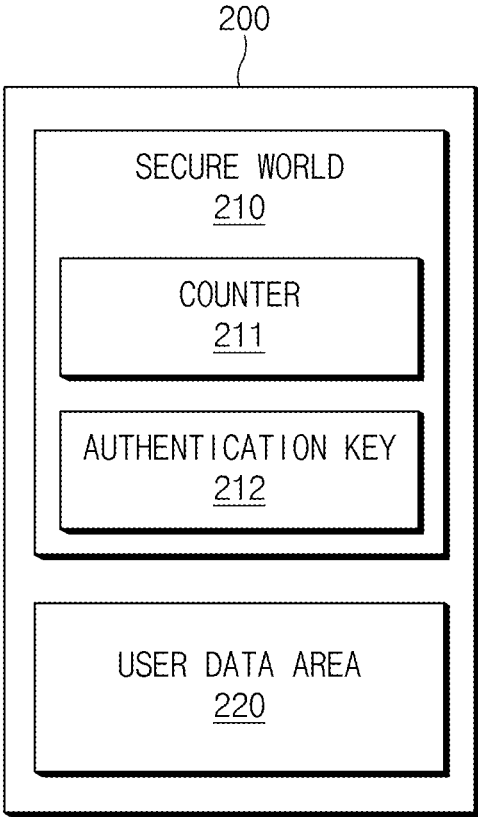 200
SECURE WORLD
210
COUNTER
211
AUTHENTICATION KEY
212
USER DATA AREA
220